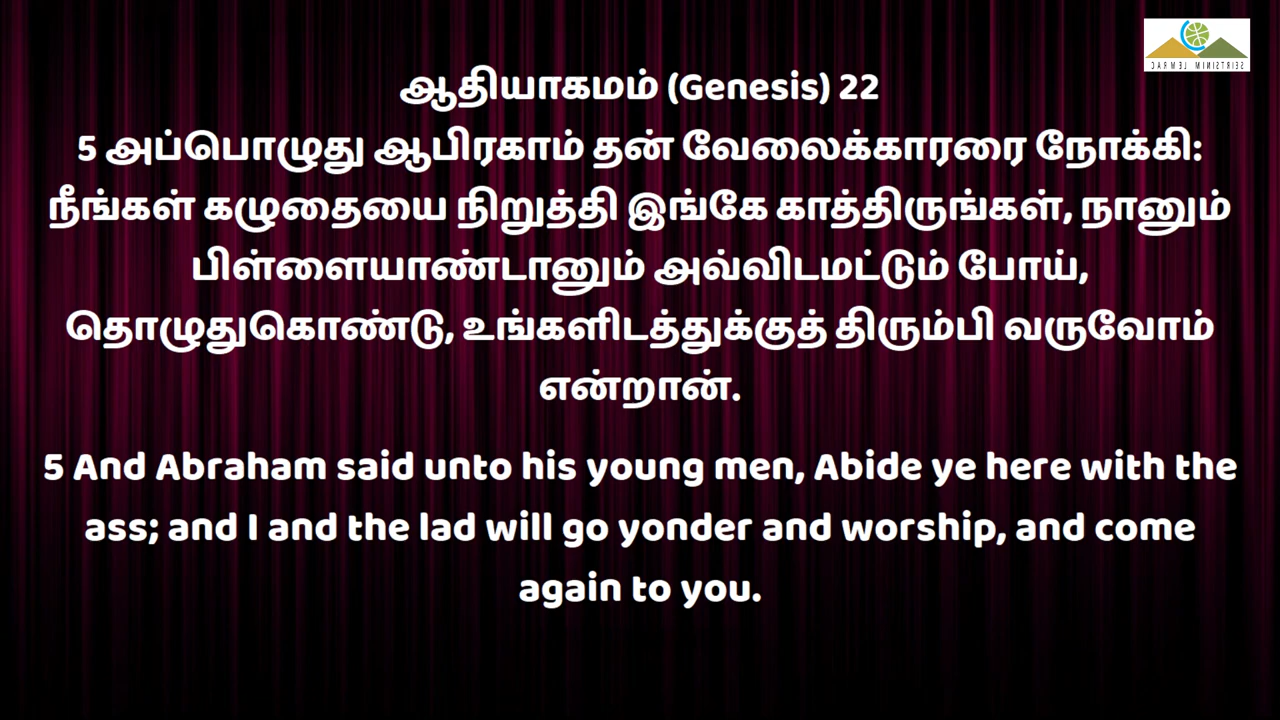 ஆதியாகமம் (Genesis) 22
5 அப்பொழுது ஆபிரகாம் தன் வேலைக்காரரை நோக்கி:
நீங்கள் கழுதையை நிறுத்தி இங்கே காத்திருங்கள், நானும்
பிள்ளையாண்டானும் அவ்விடமட்டும் போய்,
தொழுதுகொண்டு, உங்களிடத்துக்குத் திரும்பி வருவோம்
என்றான்.
5 And Abraham said unto his young men, Abide ye here with the
ass; and I and the lad will go yonder and worship, and come
again to you.
CARMEL MINISTRIES